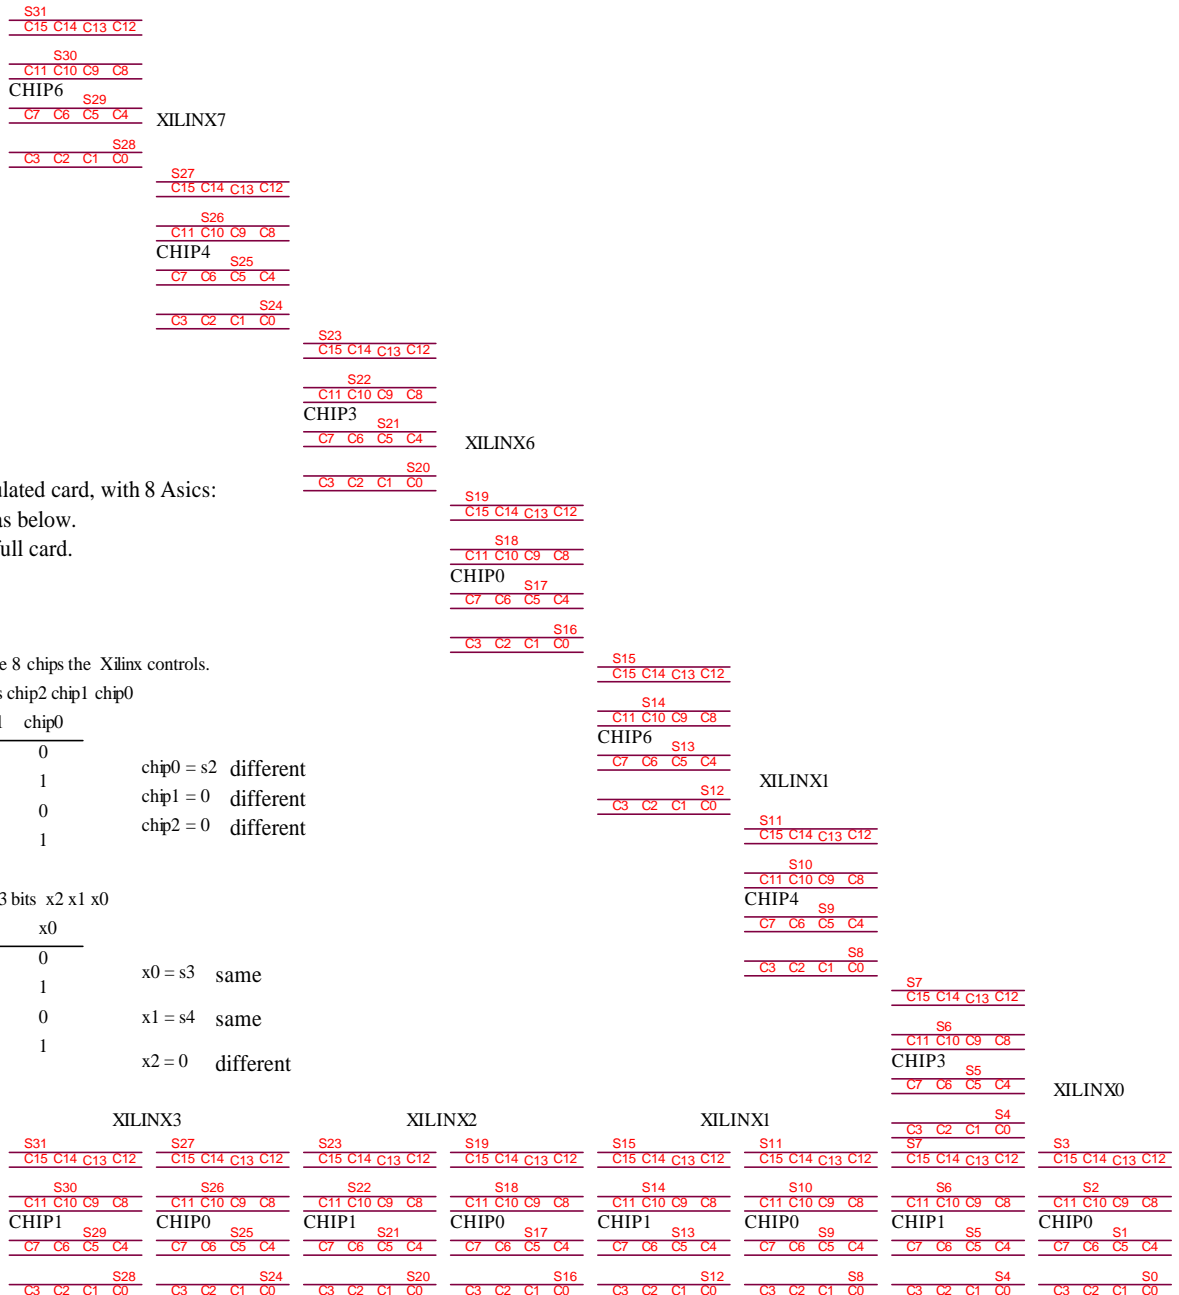 S31
C15 C14 C13 C12
S30
C11 C10 C9 C8
CHIP6
S29
C7 C6 C5 C4
XILINX7
S28
C3 C2 C1 C0
S27
C15 C14 C13 C12
S26
C11 C10 C9 C8
CHIP4
S25
C7 C6 C5 C4
S24
C3 C2 C1 C0
S23
C15 C14 C13 C12
S22
C11 C10 C9 C8
CHIP3
S21
C7 C6 C5 C4
XILINX6
S20
C3 C2 C1 C0
ulated card, with 8 Asics:
as below.
full card.
S19
C15 C14 C13 C12
S18
C11 C10 C9 C8
CHIP0
S17
C7 C6 C5 C4
S16
C3 C2 C1 C0
e 8 chips the Xilinx controls.
s chip2 chip1 chip0
1 chip0
0
1
0
1
chip0 = s2 different
chip1 = 0 different
chip2 = 0 different
S15
C15 C14 C13 C12
S14
C11 C10 C9 C8
CHIP6
S13
C7 C6 C5 C4
XILINX1
S12
C3 C2 C1 C0
S11
C15 C14 C13 C12
S10
C11 C10 C9 C8
CHIP4
S9
C7 C6 C5 C4
S8
C3 C2 C1 C0
3 bits x2 x1 x0
x0
0
1
0
1
x0 = s3 same
x1 = s4 same
x2 = 0 different
S7
C15 C14 C13 C12
S6
C11 C10 C9 C8
CHIP3
S5
C7 C6 C5 C4
XILINX0
S4
C3 C2 C1 C0
XILINX3 XILINX2 XILINX1
S31 S27 S23 S19 S15 S11 S7 S3
C15 C14 C13 C12 C15 C14 C13 C12 C15 C14 C13 C12 C15 C14 C13 C12 C15 C14 C13 C12 C15 C14 C13 C12 C15 C14 C13 C12 C15 C14 C13 C12
S30 S26 S22 S18 S14 S10 S6 S2
C11 C10 C9 C8 C11 C10 C9 C8 C11 C10 C9 C8 C11 C10 C9 C8 C11 C10 C9 C8 C11 C10 C9 C8 C11 C10 C9 C8 C11 C10 C9 C8
CHIP1 CHIP0 CHIP1 CHIP0 CHIP1 CHIP0 CHIP1 CHIP0
S29 S25 S21 S17 S13 S9 S5 S1
C7 C6 C5 C4 C7 C6 C5 C4 C7 C6 C5 C4 C7 C6 C5 C4 C7 C6 C5 C4 C7 C6 C5 C4 C7 C6 C5 C4 C7 C6 C5 C4
S28 S24 S20 S16 S12 S8 S4 S0
C3 C2 C1 C0 C3 C2 C1 C0 C3 C2 C1 C0 C3 C2 C1 C0 C3 C2 C1 C0 C3 C2 C1 C0 C3 C2 C1 C0 C3 C2 C1 C0